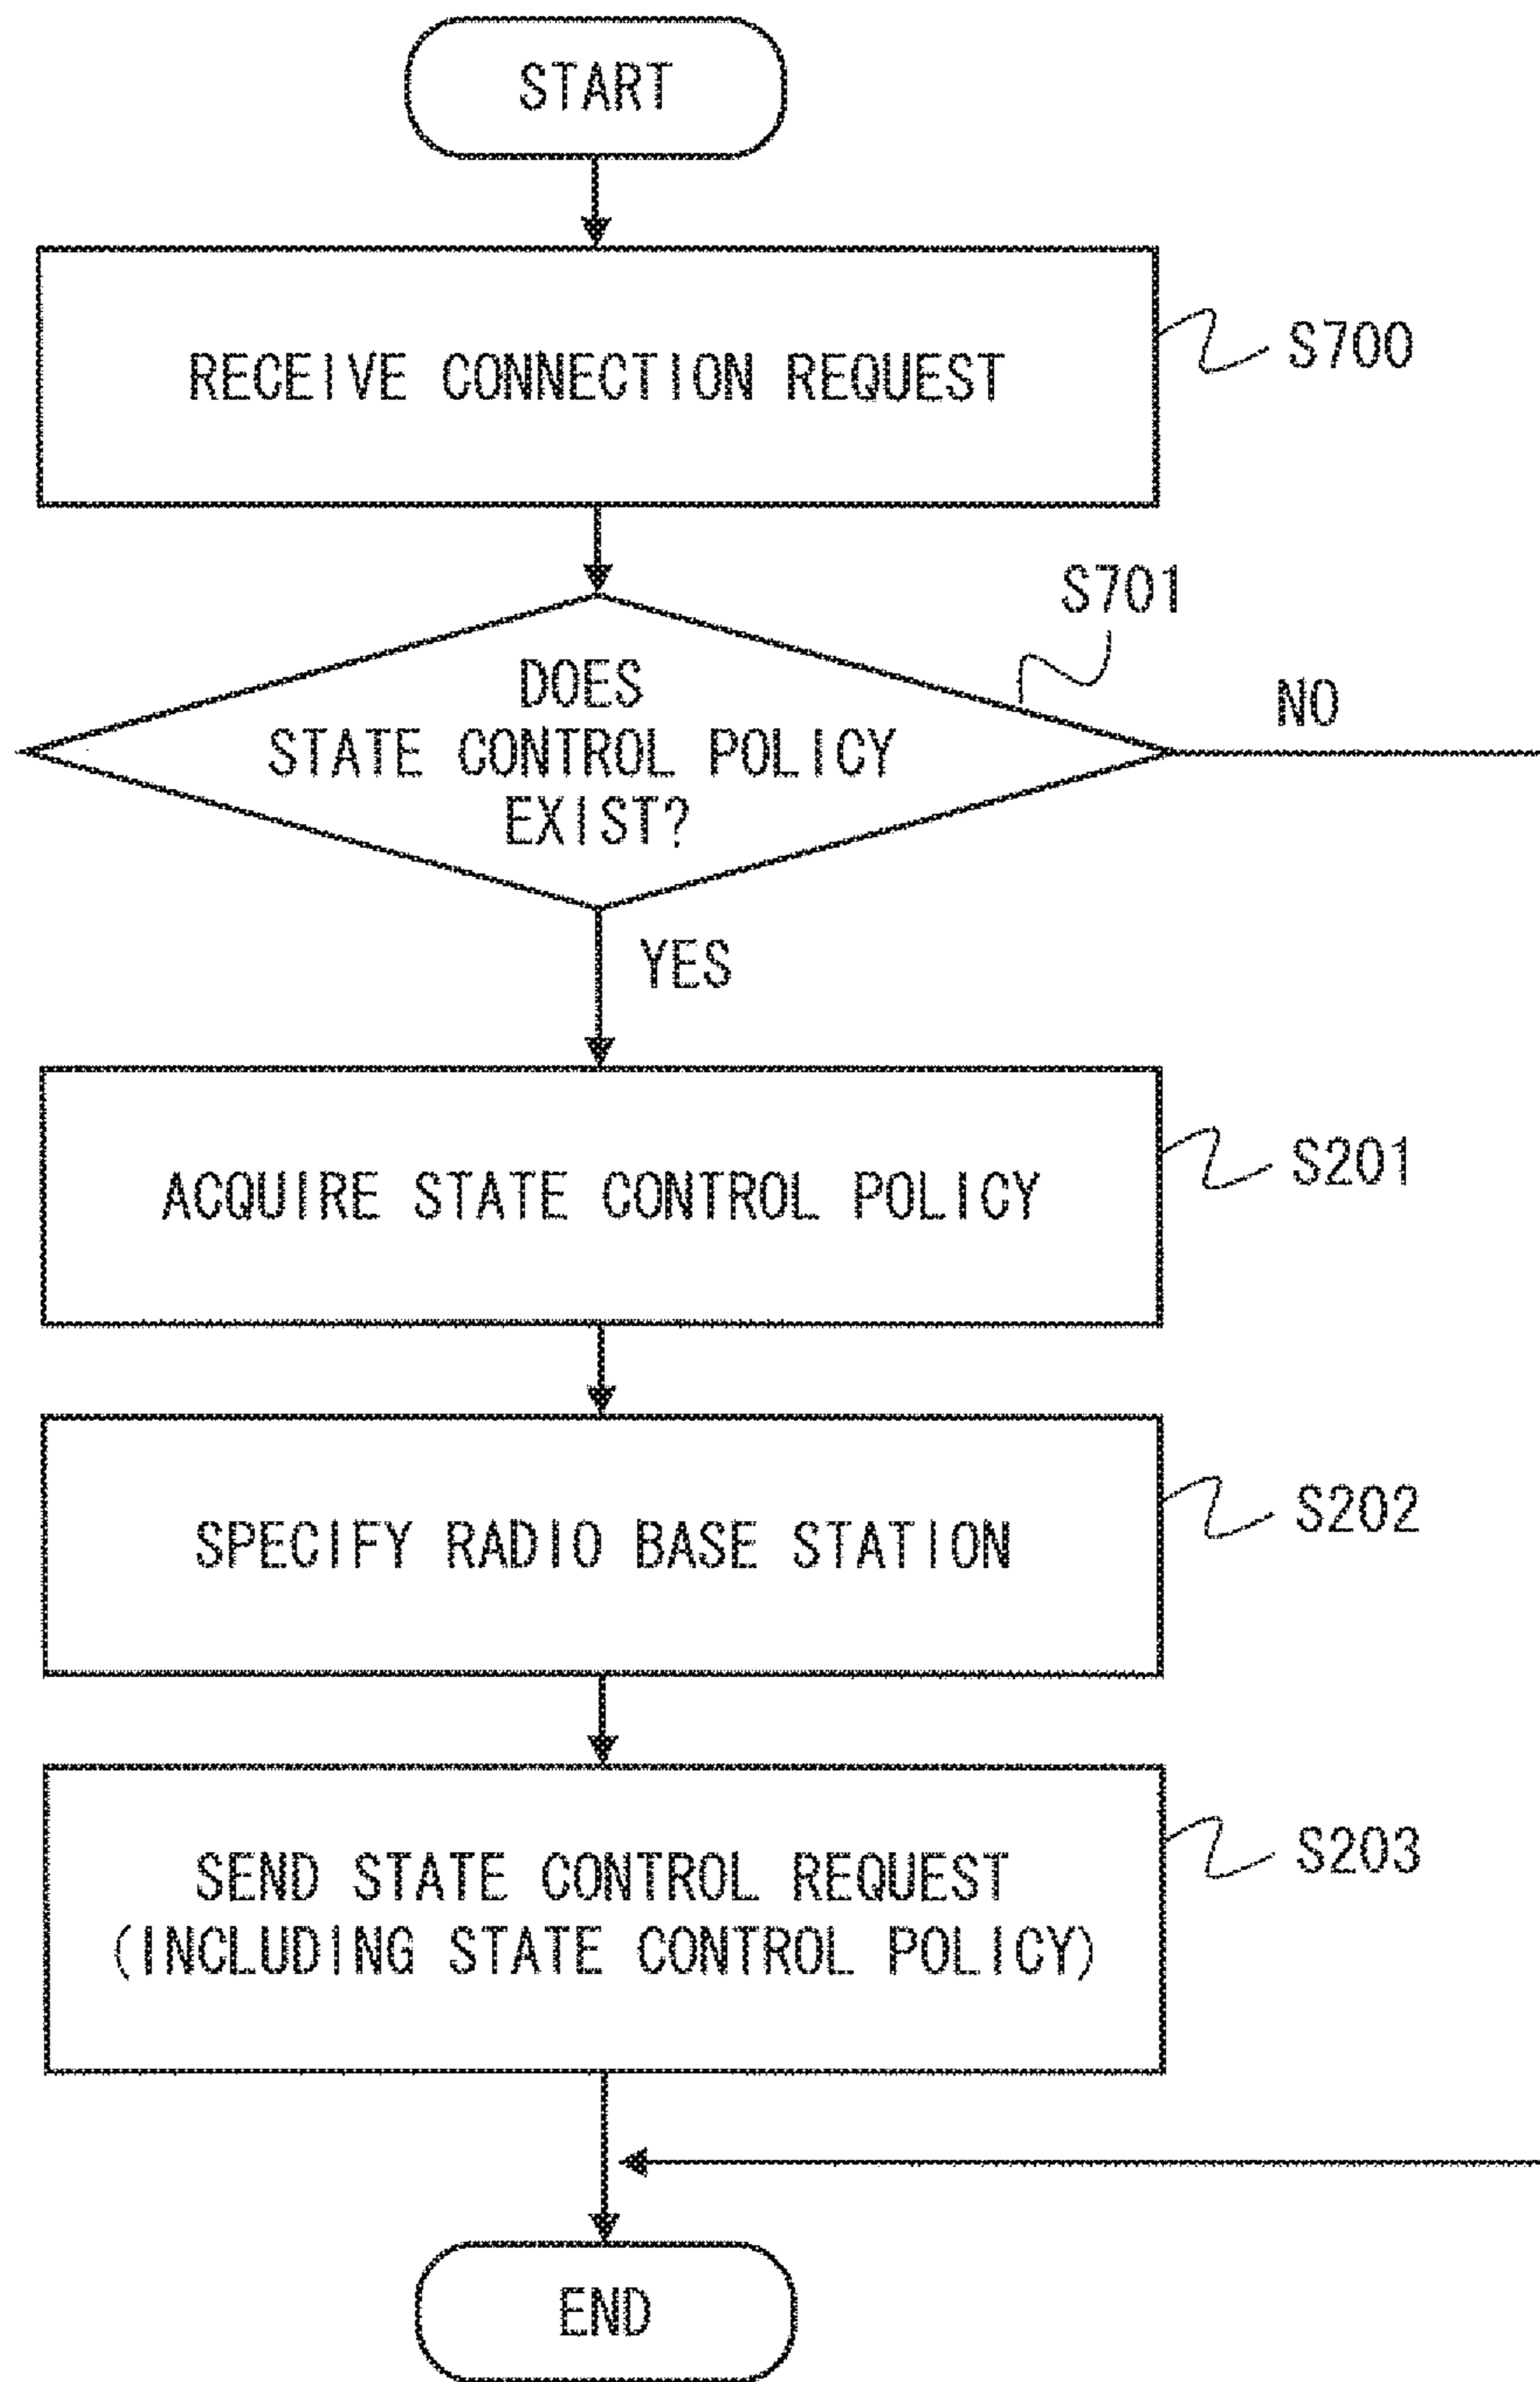 START
RECEIVE CONNECTION REQUEST
S700
S701
DOES
STATE CONTROL POLICY
EXIST?
NO
YES
ACQUIRE STATE CONTROL POLICY
S201
SPECIFY RADIO BASE STATION
S202
SEND STATE CONTROL REQUEST
(INCLUDING STATE CONTROL POLICY)
S203
END